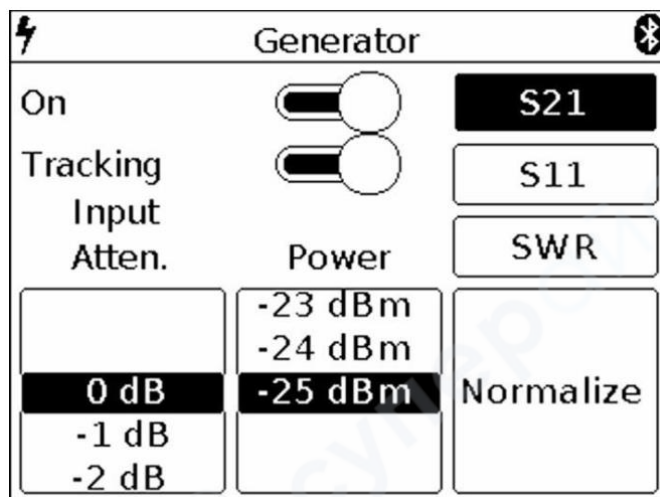 Generator
On
S21
Tracking
S11
Input
Atten.
Power
SWR
0 dB
-1 dB
-2 dB
-23 dBm
-24 dBm
-25 dBm
Normalize